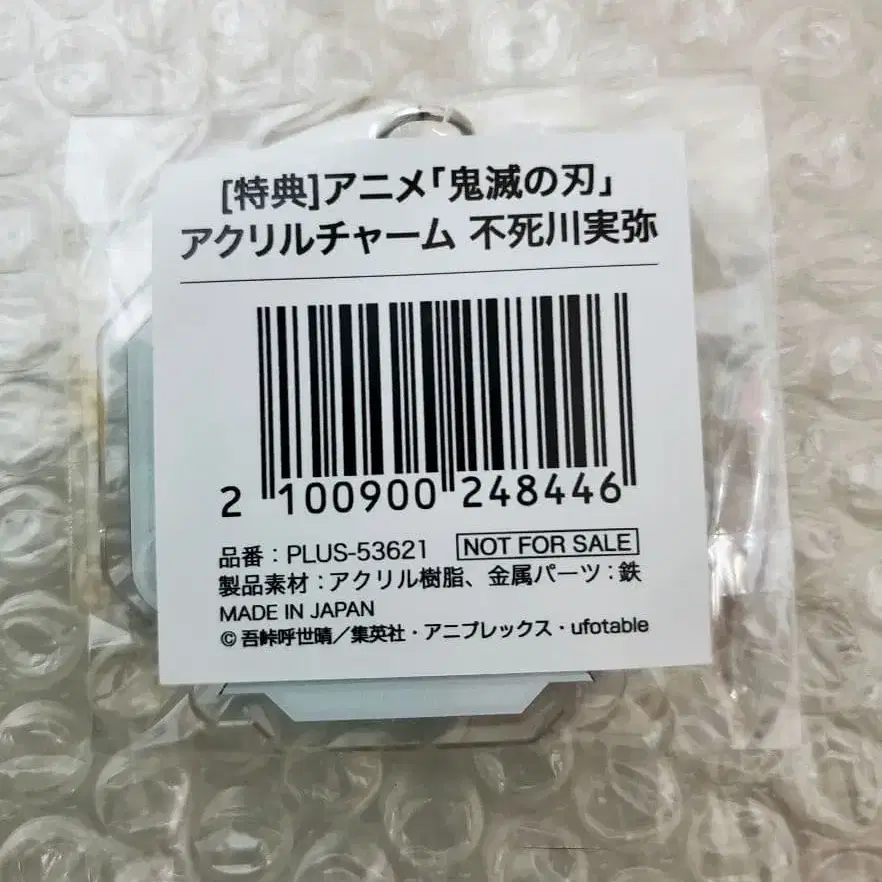 [特典]アニメ「鬼滅の刃」
アクリルチャーム 不死川実弥
2 100900 248446
品番：PLUS-53621 NOT FOR SALE
製品素材：アクリル樹脂、金属パーツ：鉄
MADE IN JAPAN
©吾峠呼世晴／集英社・アニプレックス・ufotable